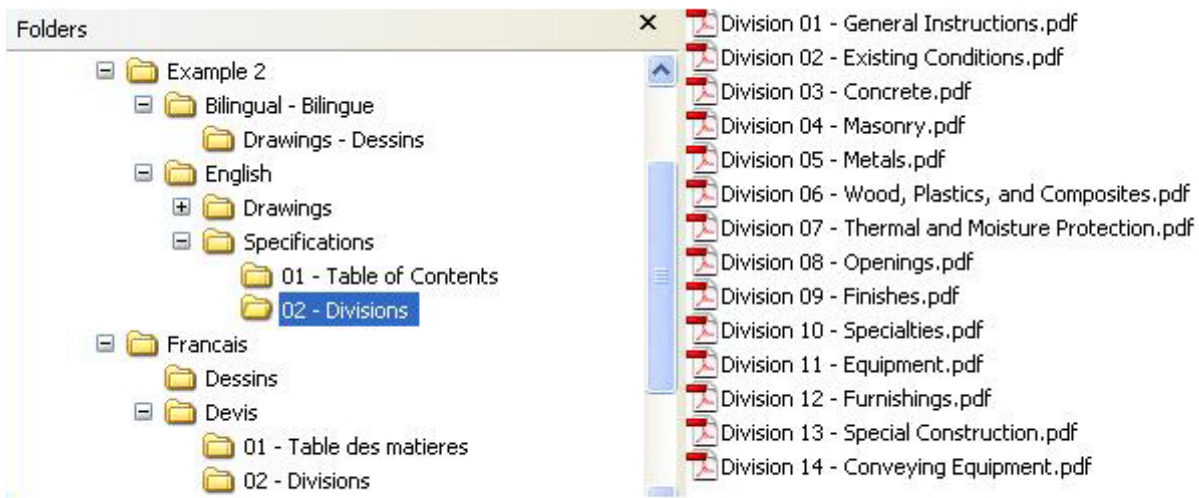 Folders
Example 2
Bilingual - Bilingue
Drawings - Dessins
English
Drawings
Specifications
01 - Table of Contents
02 - Divisions
Francais
Dessins
Devis
01 - Table des matieres
02 - Divisions
Division 01 - General Instructions.pdf
Division 02 - Existing Conditions.pdf
Division 03 - Concrete.pdf
Division 04 - Masonry.pdf
Division 05 - Metals.pdf
Division 06 - Wood, Plastics, and Composites.pdf
Division 07 - Thermal and Moisture Protection.pdf
Division 08 - Openings.pdf
Division 09 - Finishes.pdf
Division 10 - Specialties.pdf
Division 11 - Equipment.pdf
Division 12 - Furnishings.pdf
Division 13 - Special Construction.pdf
Division 14 - Conveying Equipment.pdf